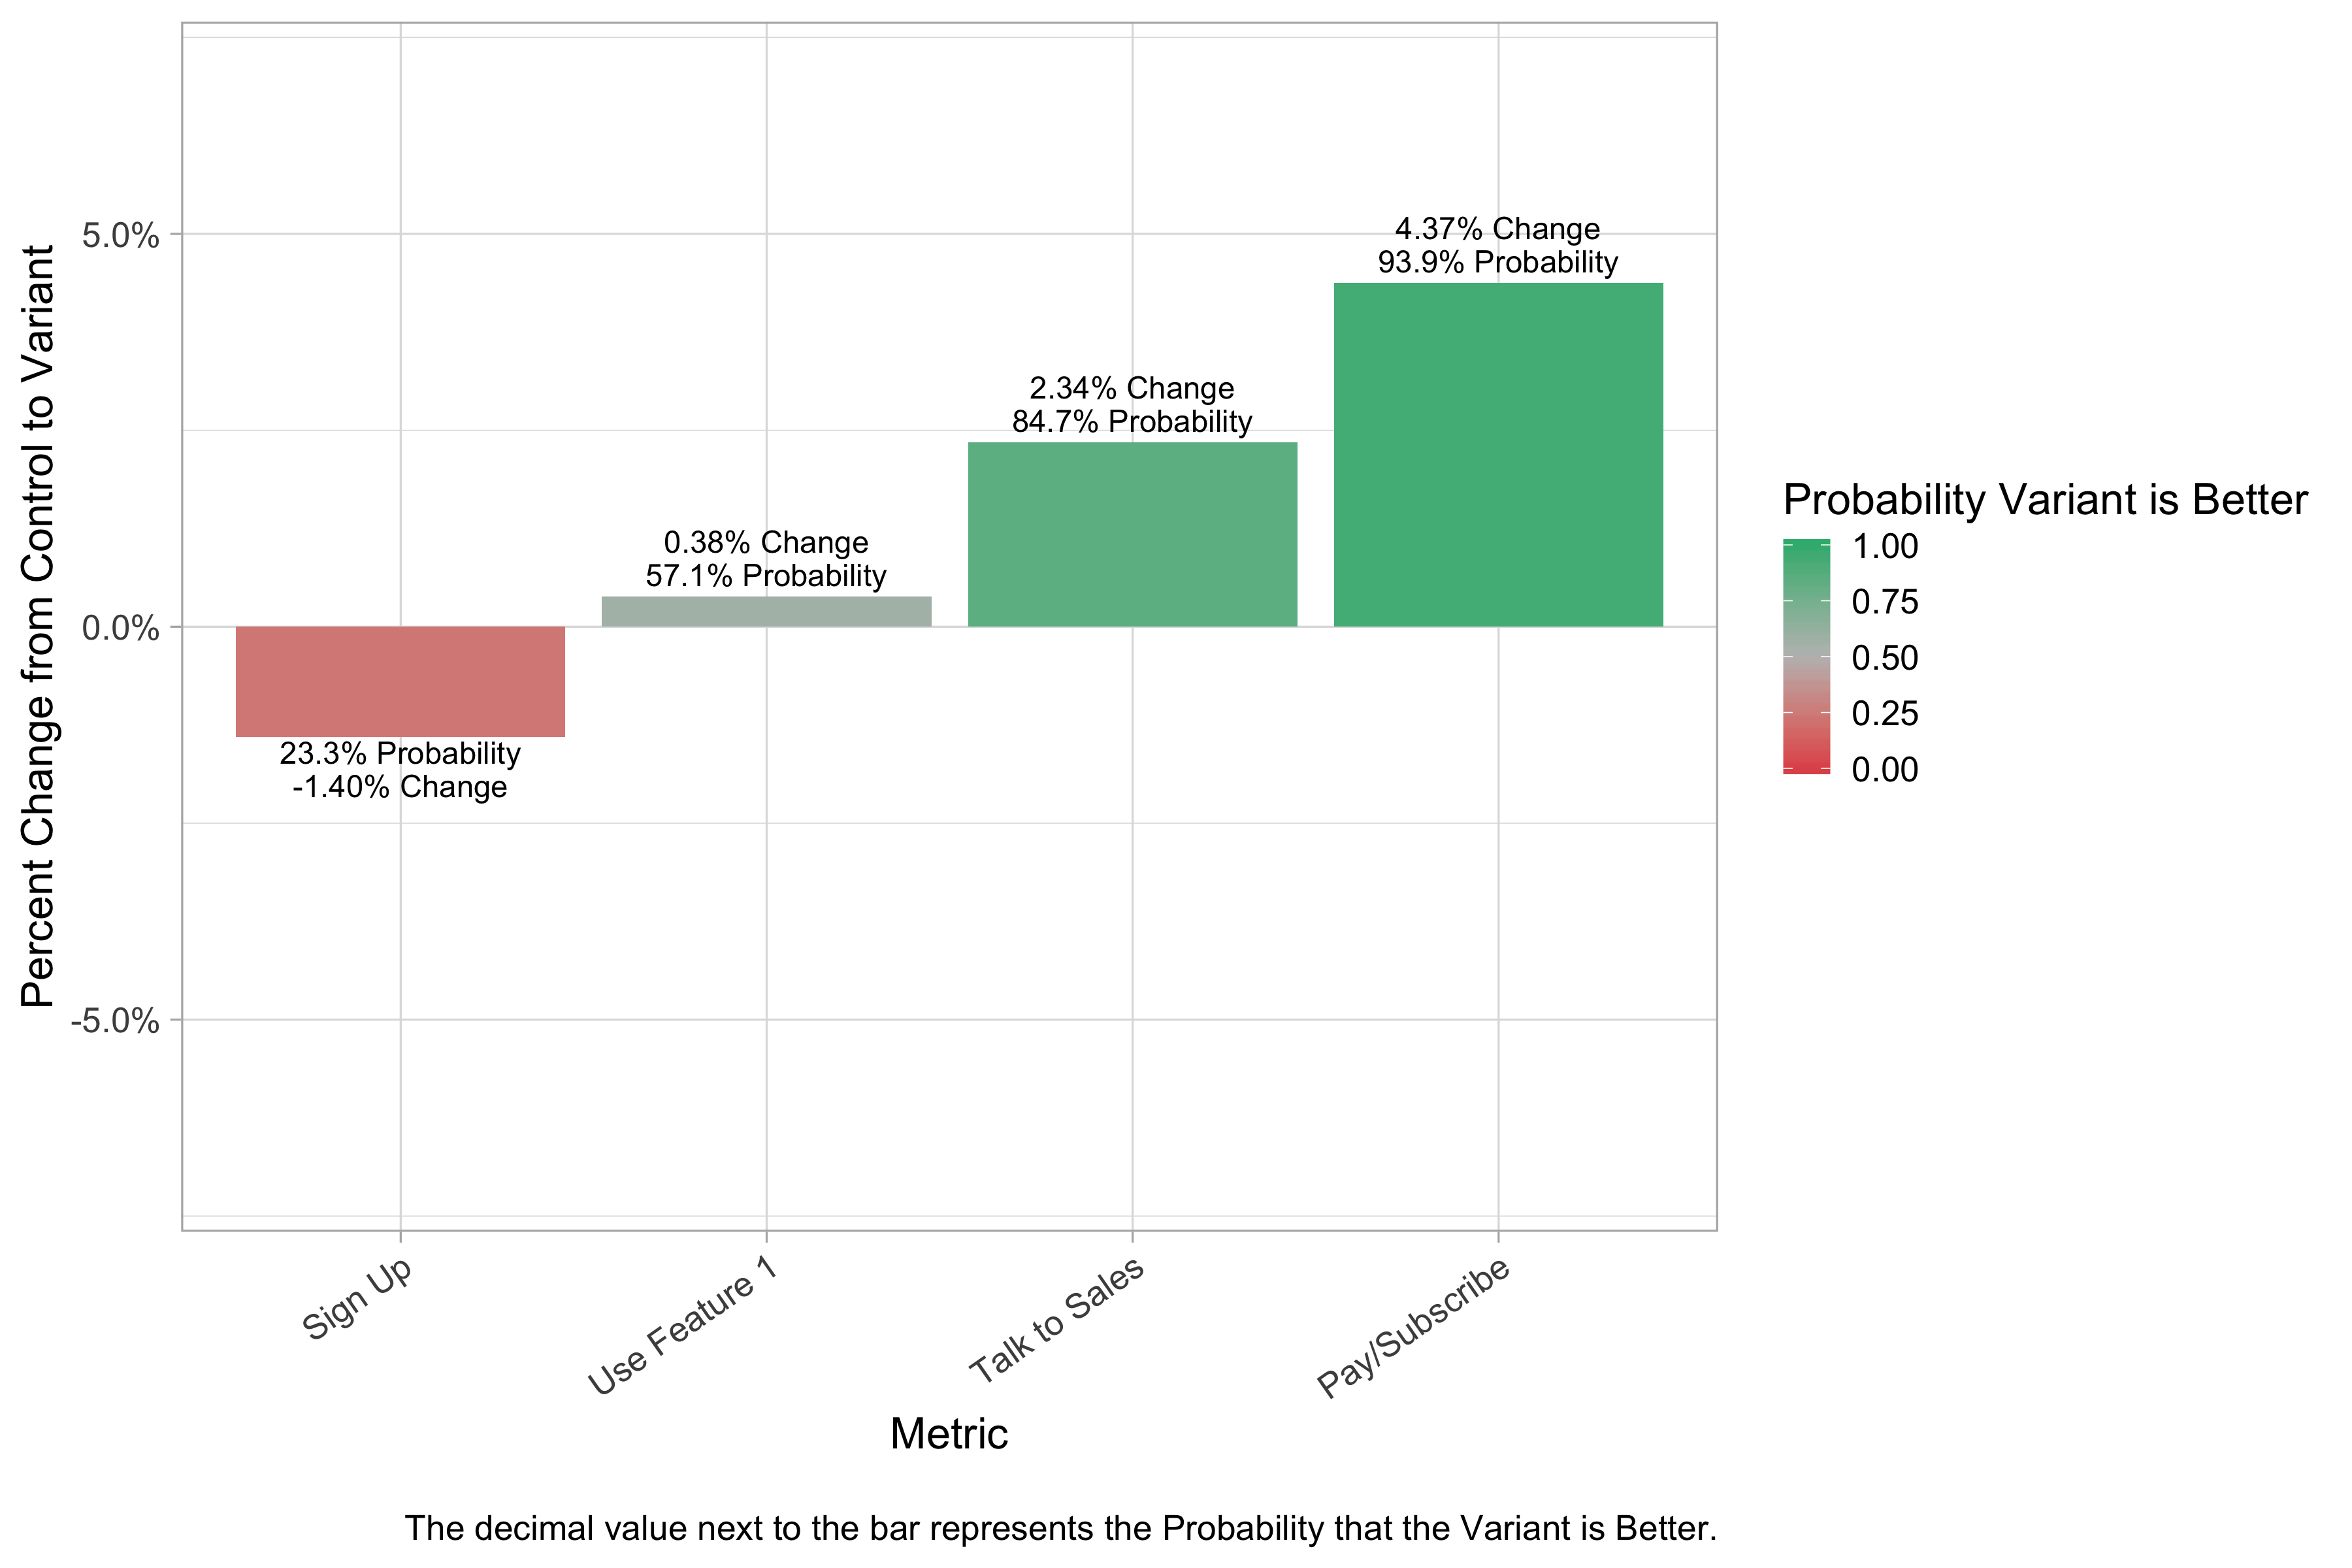 Percent Change from Control to Variant
5.0%
0.0%
-5.0%
23.3% Probability
-1.40% Change
0.38% Change
57.1% Probability
2.34% Change
84.7% Probability
4.37% Change
93.9% Probability
Sign Up
Use Feature 1
Talk to Sales
Pay/Subscribe
Metric
Probability Variant is Better
1.00
0.75
0.50
0.25
0.00
The decimal value next to the bar represents the Probability that the Variant is Better.